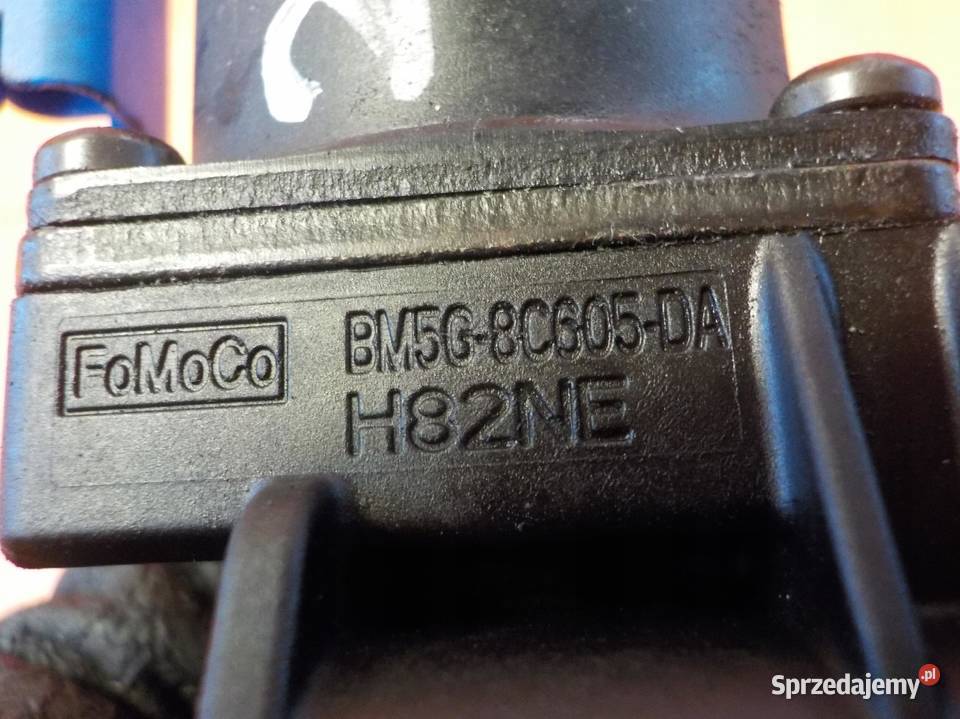 FoMoCo
BM5G-8C605-DA
H82NE
Sprzedajemy.pl